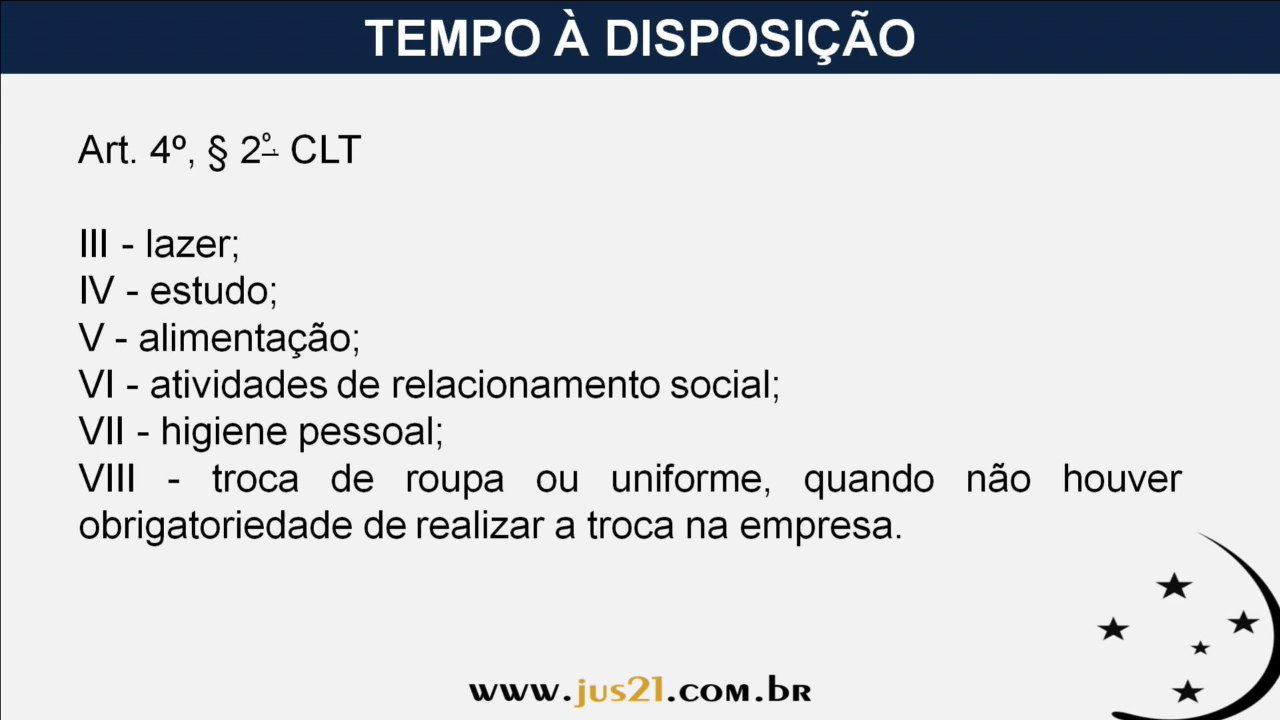 TEMPO À DISPOSIÇÃO
Art. 4º, § 2º. CLT
III - lazer;
IV - estudo;
V - alimentação;
VI - atividades de relacionamento social;
VII - higiene pessoal;
VIII - troca de roupa ou uniforme, quando não houver
obrigatoriedade de realizar a troca na empresa.
www.jus21.com.br